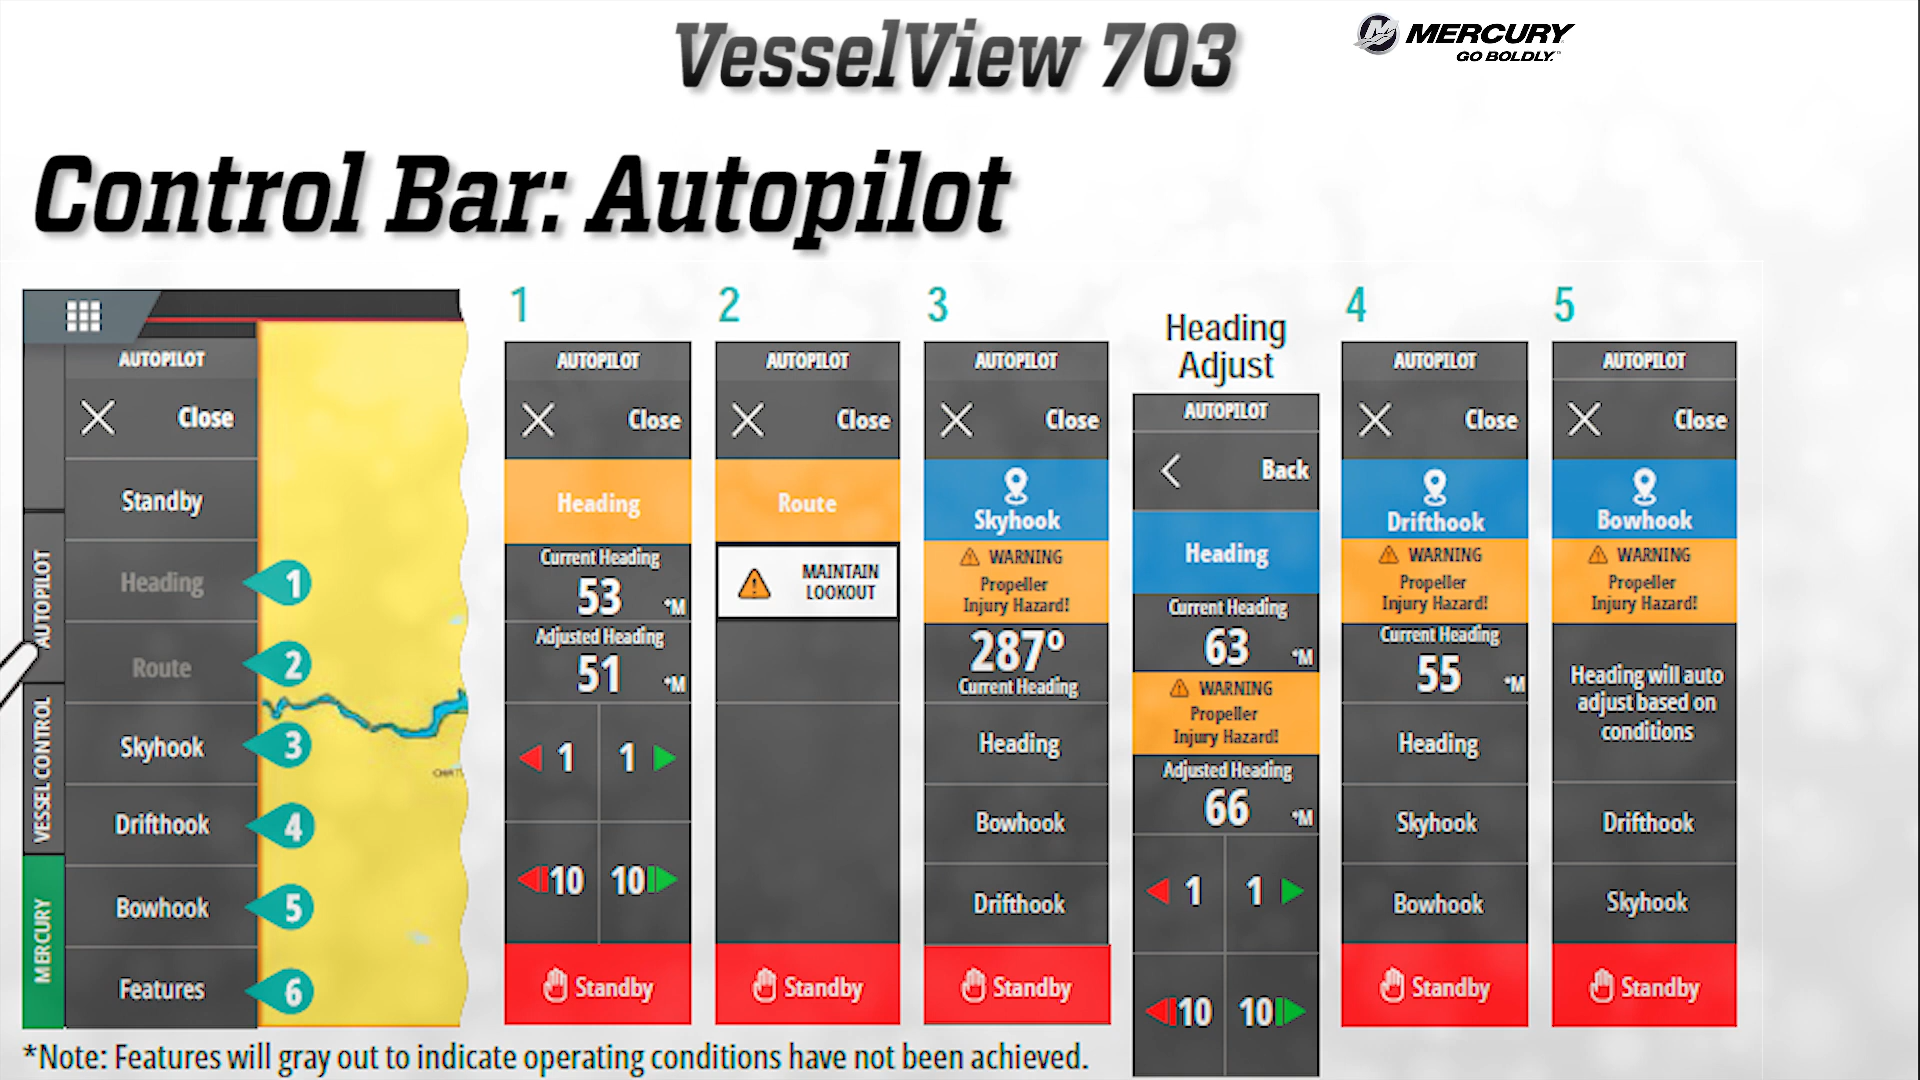 VesselView 703
MERCURY
GO BOLDLY.™
Control Bar: Autopilot
AUTOPILOT
VESSEL CONTROL
MERCURY
AUTOPILOT
Close
Standby
Heading
1
Route
2
Skyhook
3
Drifthook
4
Bowhook
5
Features
6
1
AUTOPILOT
Close
Heading
Current Heading
53 °M
Adjusted Heading
51 °M
1 1
10 10
Standby
2
AUTOPILOT
Close
Route
MAINTAIN
LOOKOUT
Standby
3
AUTOPILOT
Close
Skyhook
WARNING
Propeller
Injury Hazard!
287º
Current Heading
Heading
Bowhook
Drifthook
Standby
Heading
Adjust
AUTOPILOT
Back
Heading
Current Heading
63 °M
WARNING
Propeller
Injury Hazard!
Adjusted Heading
66 °M
1 1
10 10
4
AUTOPILOT
Close
Drifthook
WARNING
Propeller
Injury Hazard!
Current Heading
55 °M
Heading
Skyhook
Bowhook
Standby
5
AUTOPILOT
Close
Bowhook
WARNING
Propeller
Injury Hazard!
Heading will auto
adjust based on
conditions
Drifthook
Skyhook
Standby
*Note: Features will gray out to indicate operating conditions have not been achieved.